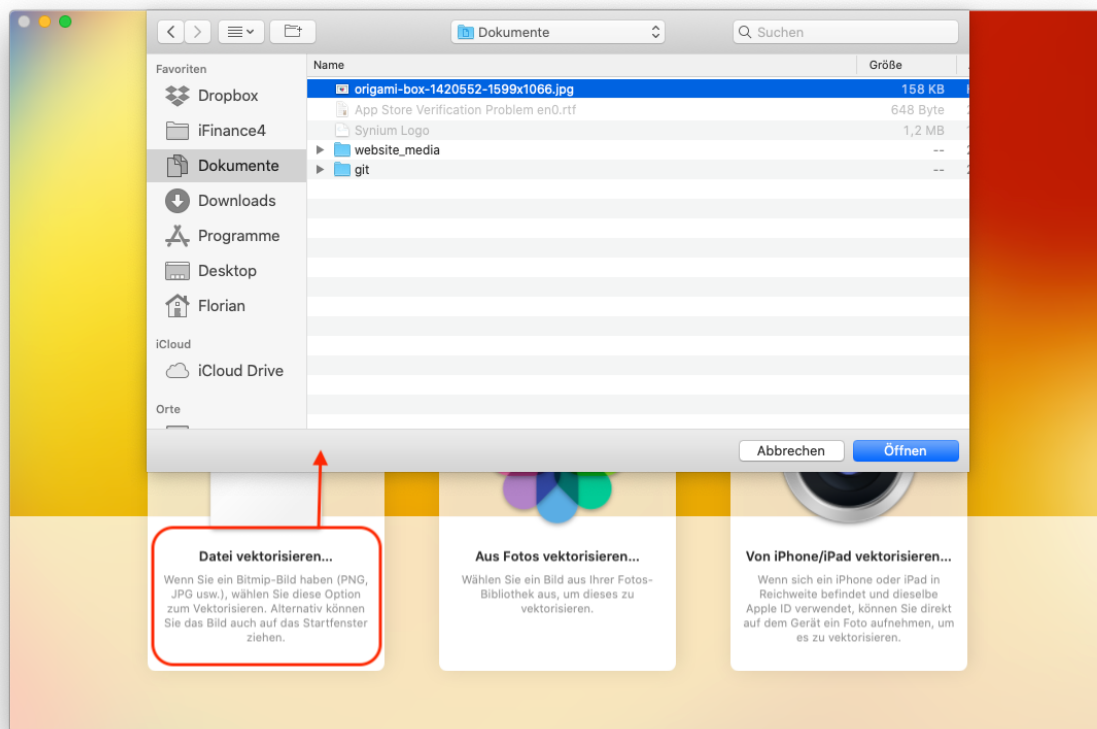 Dokumente
Suchen
Favoriten
Dropbox
iFinance4
Dokumente
Downloads
Programme
Desktop
Florian
iCloud
iCloud Drive
Orte
Name Größe
origami-box-1420552-1599x1066.jpg 158 KB
App Store Verification Problem en0.rtf 648 Byte
Synium Logo 1,2 MB
website_media --
git --
Abbrechen Öffnen
Datei vektorisieren...
Wenn Sie ein Bitmip-Bild haben (PNG,
JPG usw.), wählen Sie diese Option
zum Vektorisieren. Alternativ können
Sie das Bild auch auf das Startfenster
ziehen.
Aus Fotos vektorisieren...
Wählen Sie ein Bild aus Ihrer Fotos-
Bibliothek aus, um dieses zu
vektorisieren.
Von iPhone/iPad vektorisieren...
Wenn sich ein iPhone oder iPad in
Reichweite befindet und dieselbe
Apple ID verwendet, können Sie direkt
auf dem Gerät ein Foto aufnehmen, um
es zu vektorisieren.